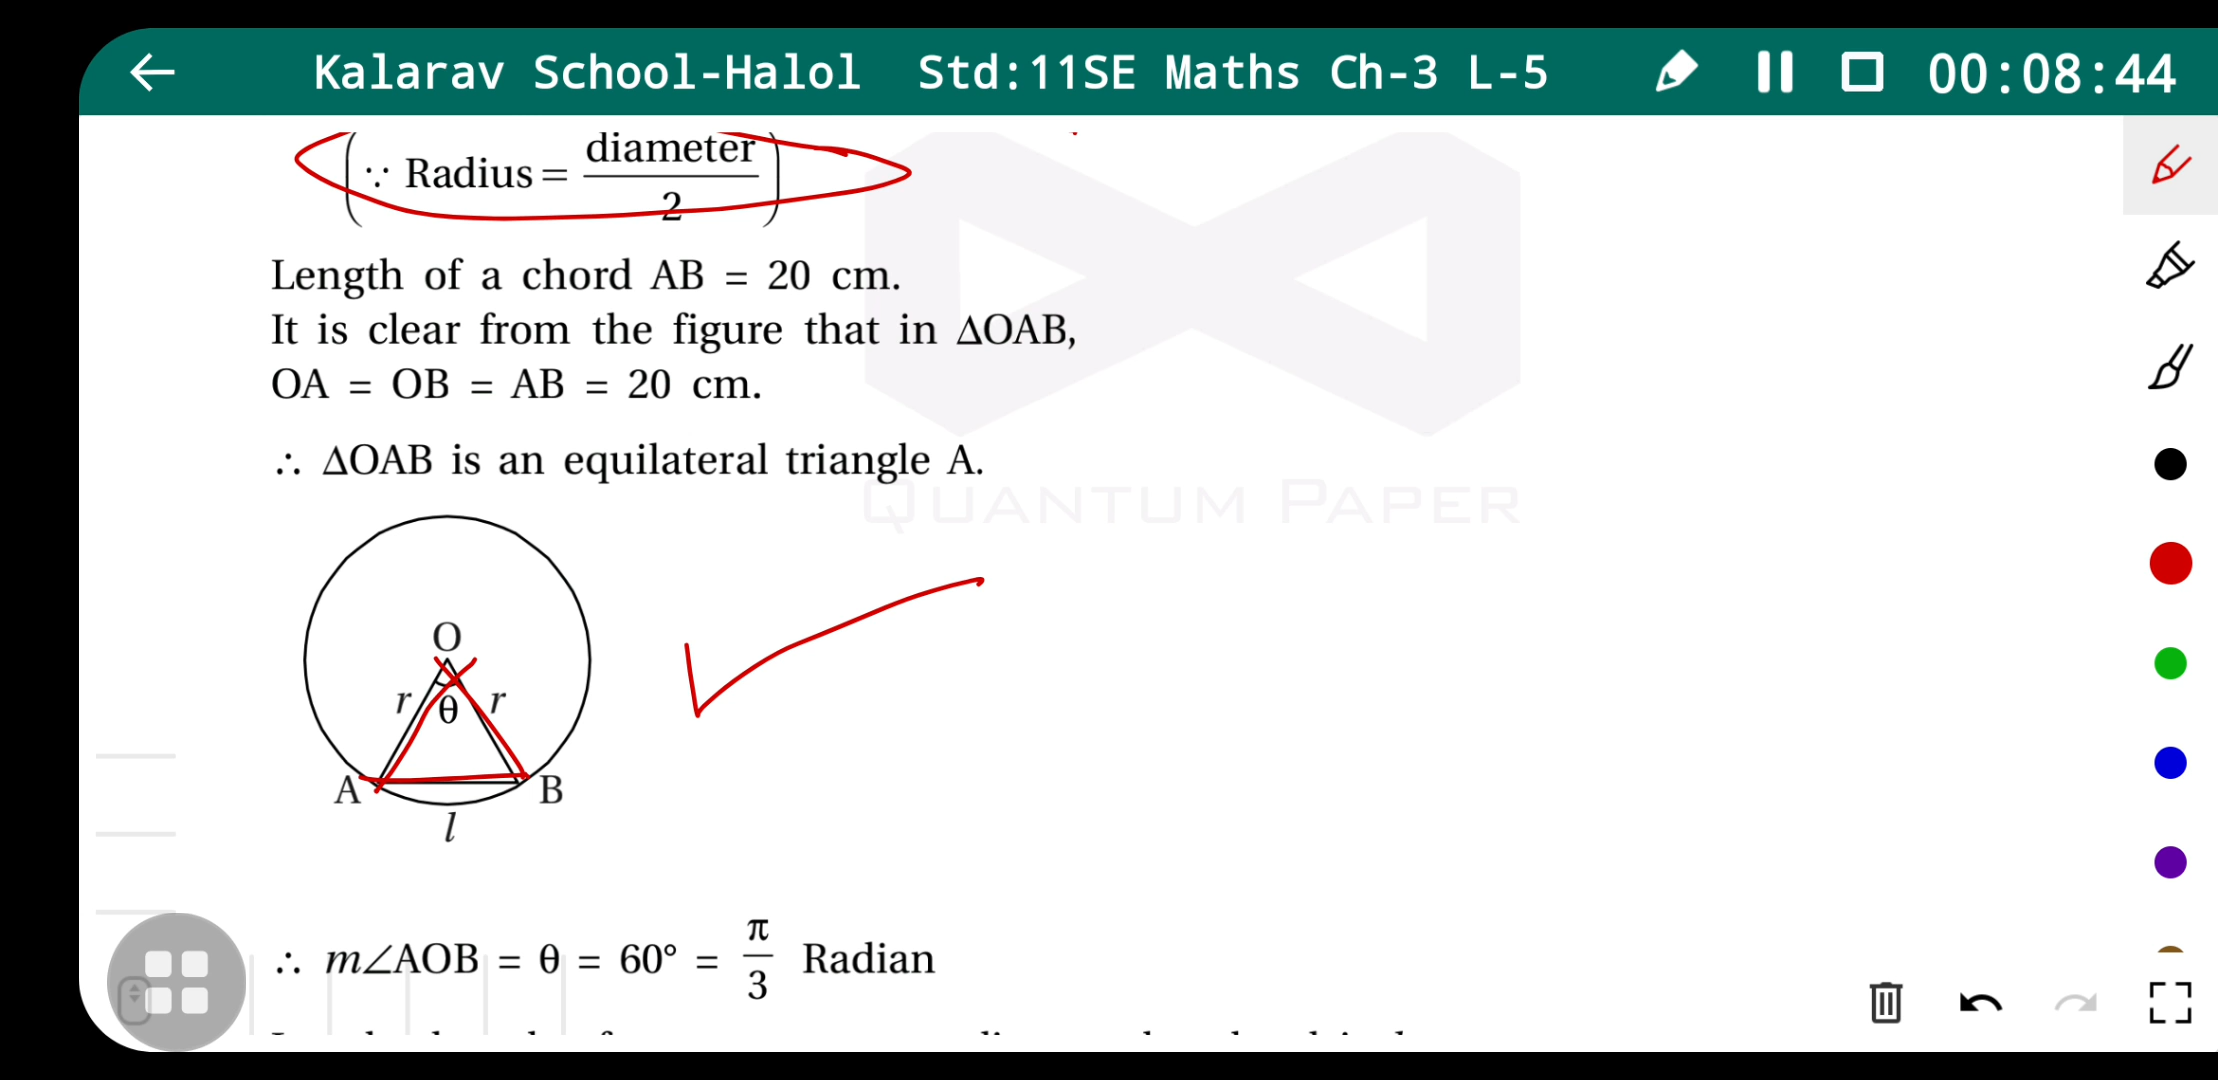 Kalarav School-Halol Std:11SE Maths Ch-3 L-5 00:08:44
(∵ Radius = diameter / 2)
Length of a chord AB = 20 cm.
It is clear from the figure that in ΔOAB,
OA = OB = AB = 20 cm.
∴ ΔOAB is an equilateral triangle A.
QUANTUM PAPER
O
r θ r
A B
l
∴ m∠AOB = θ = 60° = π/3 Radian